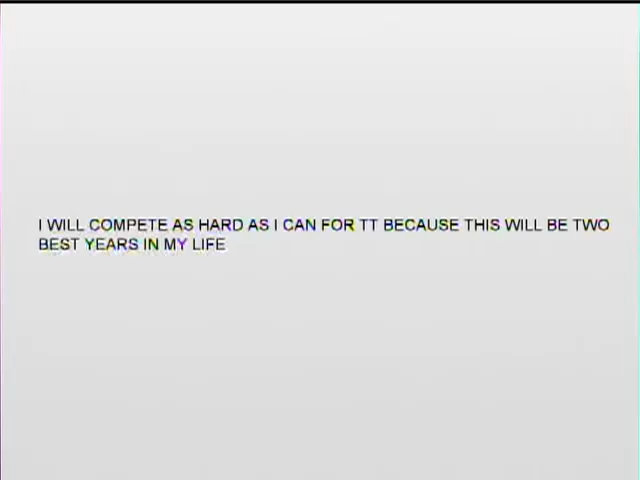 I WILL COMPETE AS HARD AS I CAN FOR TT BECAUSE THIS WILL BE TWO
BEST YEARS IN MY LIFE